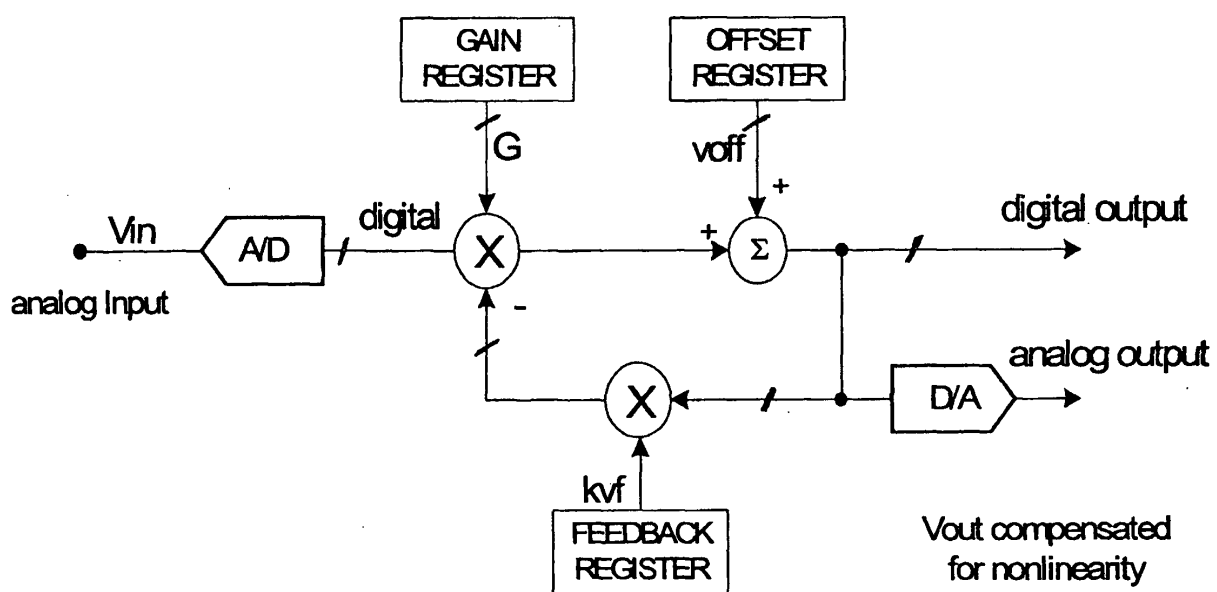 GAIN
REGISTER
OFFSET
REGISTER
G
voff
+
Vin
A/D
digital
X
+
Σ
digital output
analog Input
-
X
analog output
D/A
kvf
FEEDBACK
REGISTER
Vout compensated
for nonlinearity